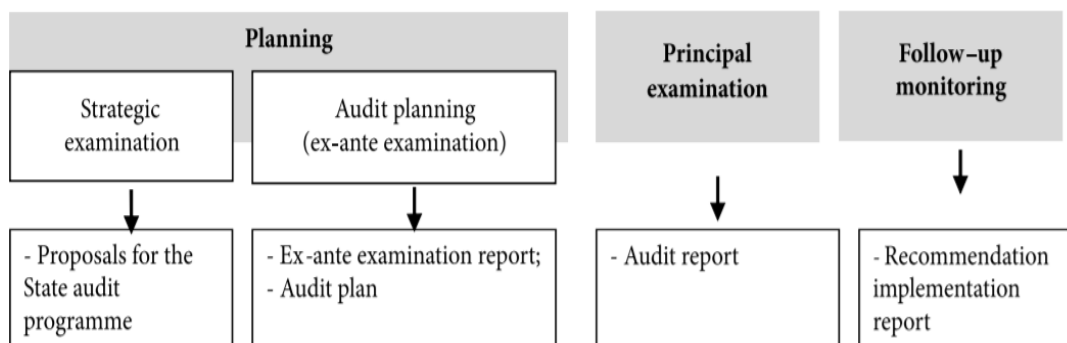 Planning
Strategic
examination
Audit planning
(ex-ante examination)
Principal
examination
Follow–up
monitoring
- Proposals for the
State audit
programme
- Ex-ante examination report;
- Audit plan
- Audit report
- Recommendation
implementation
report